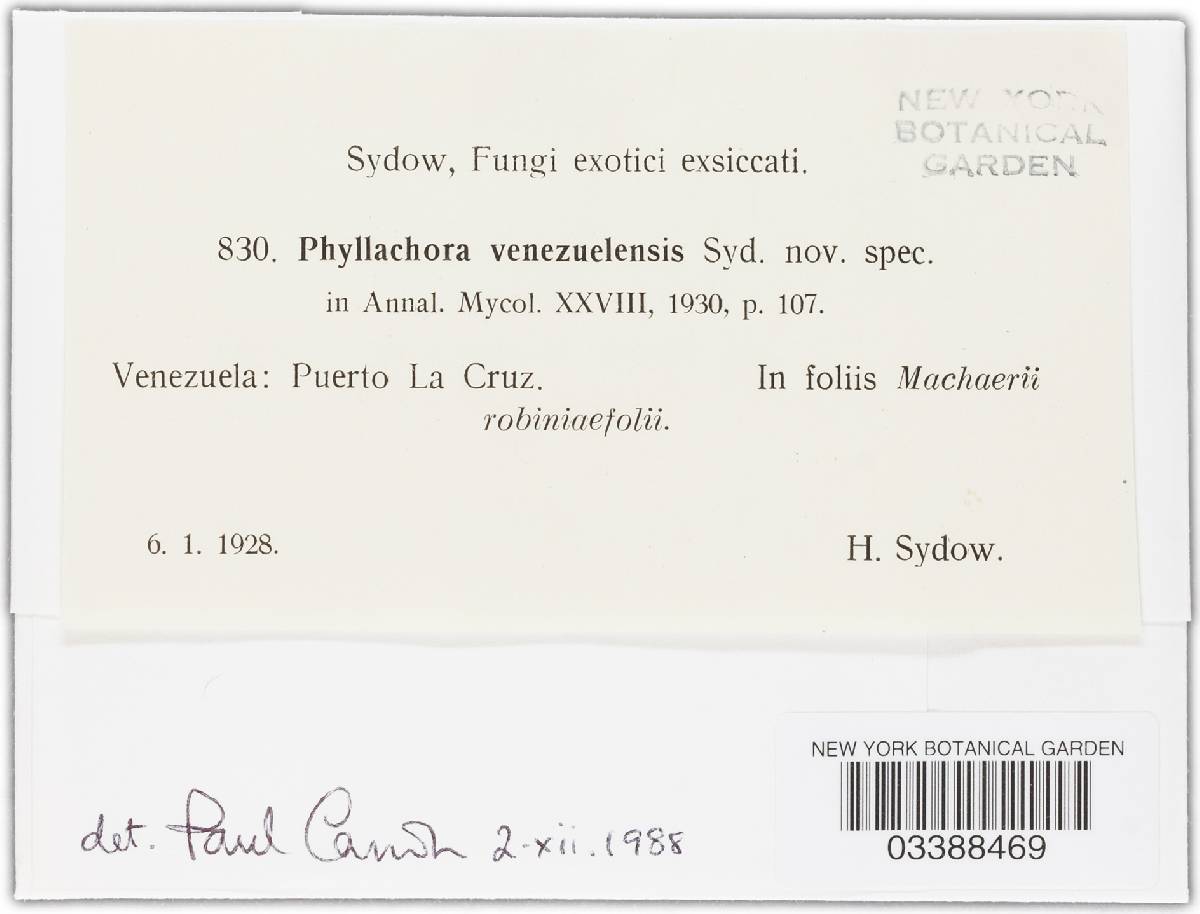 NEW YORK
BOTANICAL
GARDEN
Sydow, Fungi exotici exsiccati.
830. Phyllachora venezuelensis Syd. nov. spec.
in Annal. Mycol. XXVIII, 1930, p. 107.
Venezuela: Puerto La Cruz. In foliis Machaerii
robiniaefolii.
6. 1. 1928. H. Sydow.
NEW YORK BOTANICAL GARDEN
03388469
det. Paul Cannon 2-xii.1988